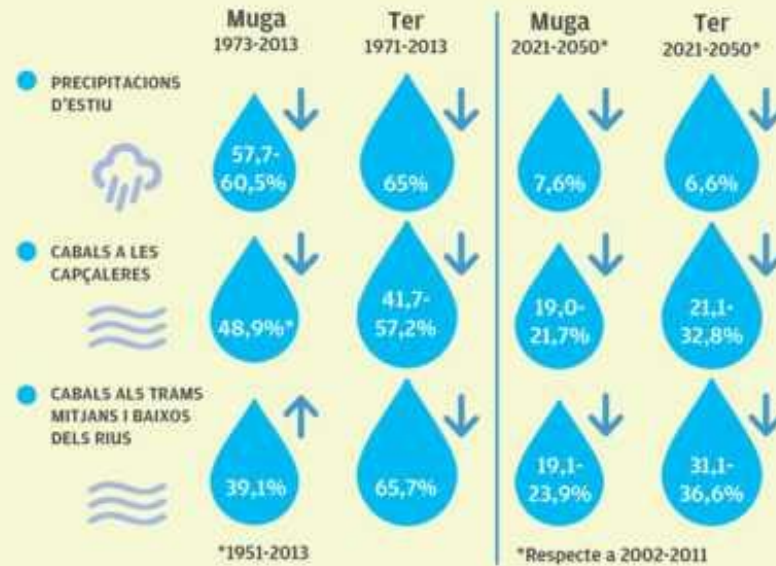 Muga
1973-2013
Ter
1971-2013
Muga
2021-2050*
Ter
2021-2050*
PRECIPITACIONS
D'ESTIU
57,7-
60,5%
65%
7,6%
6,6%
CABALS A LES
CAPÇALERES
48,9%*
41,7-
57,2%
19,0-
21,7%
21,1-
32,8%
CABALS ALS TRAMS
MITJANS I BAIXOS
DELS RIUS
39,1%
65,7%
19,1-
23,9%
31,1-
36,6%
*1951-2013
*Respecte a 2002-2011